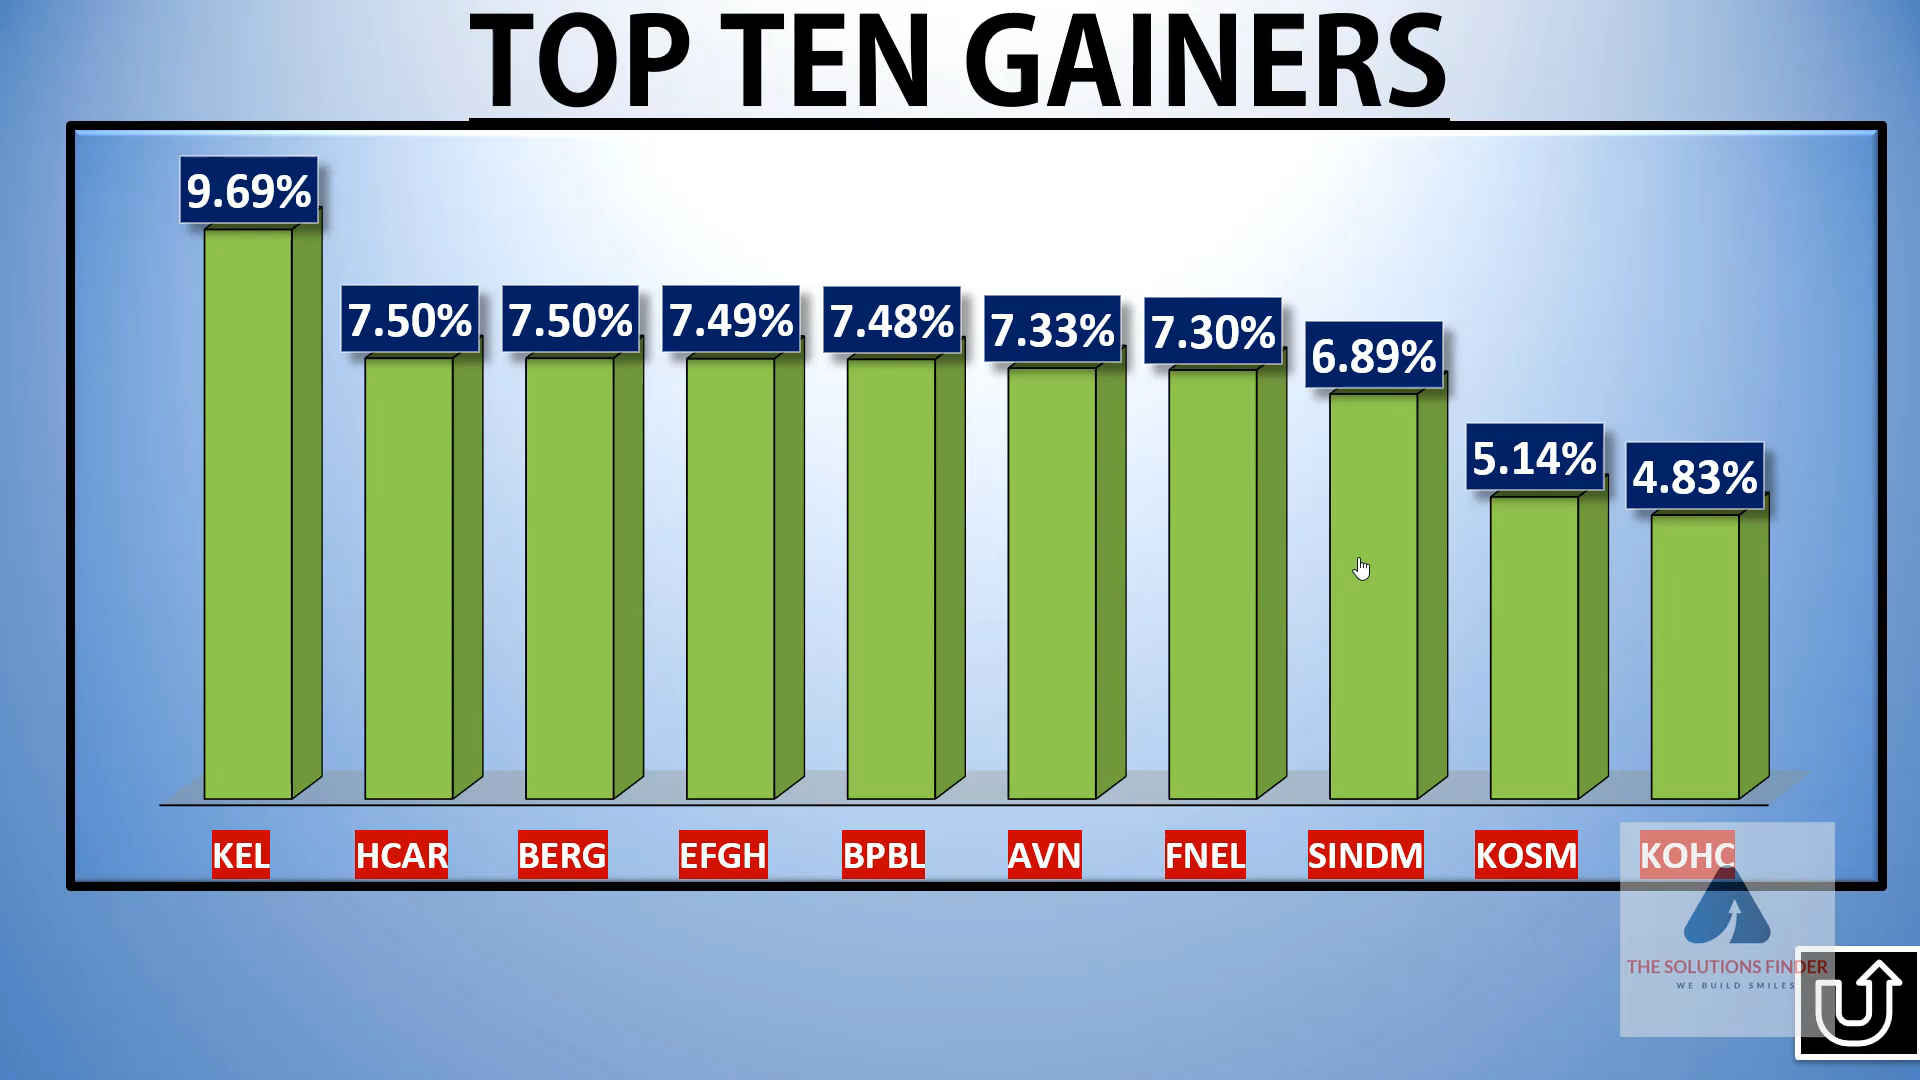 TOP TEN GAINERS
9.69%
7.50%
7.50%
7.49%
7.48%
7.33%
7.30%
6.89%
5.14%
4.83%
KEL
HCAR
BERG
EFGH
BPBL
AVN
FNEL
SINDM
KOSM
KOHC
THE SOLUTIONS FINDER
WE BUILD SMILES